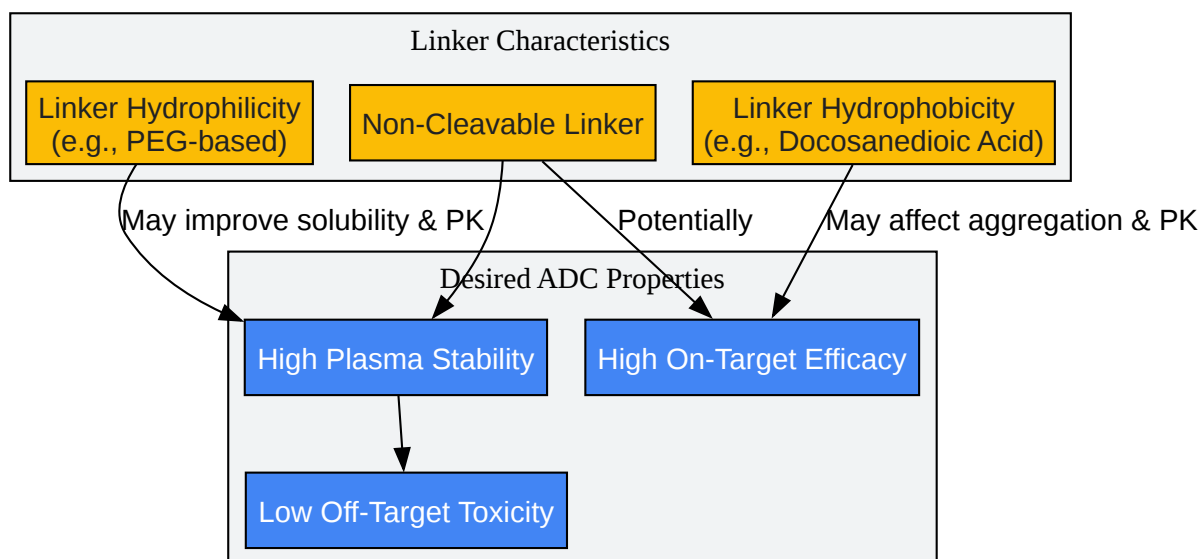 Linker Characteristics
Linker Hydrophilicity
(e.g., PEG-based)
Non-Cleavable Linker
Linker Hydrophobicity
(e.g., Docosanedioic Acid)
May improve solubility & PK
Potentially
May affect aggregation & PK
Desired ADC Properties
High Plasma Stability
High On-Target Efficacy
Low Off-Target Toxicity